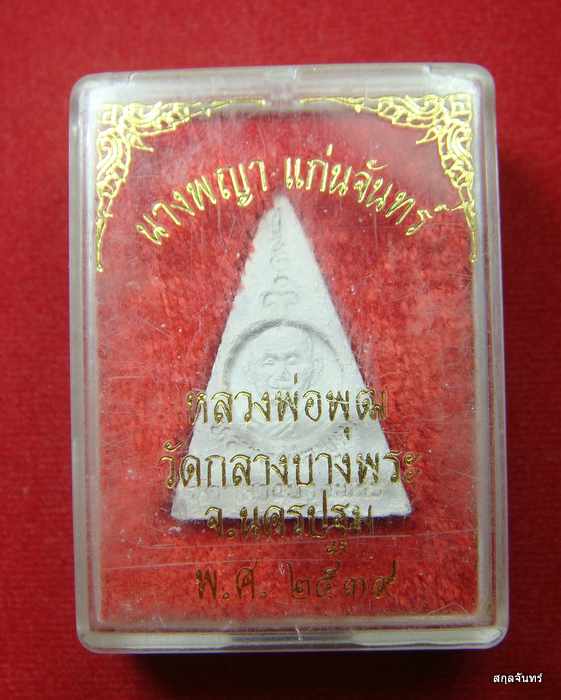 นางพญา แก่นจันทร์
หลวงพ่อพุฒ
วัดกลางบางพระ
จ.นครปฐม
พ.ศ. ๒๕๓๙
สกุลจันทร์